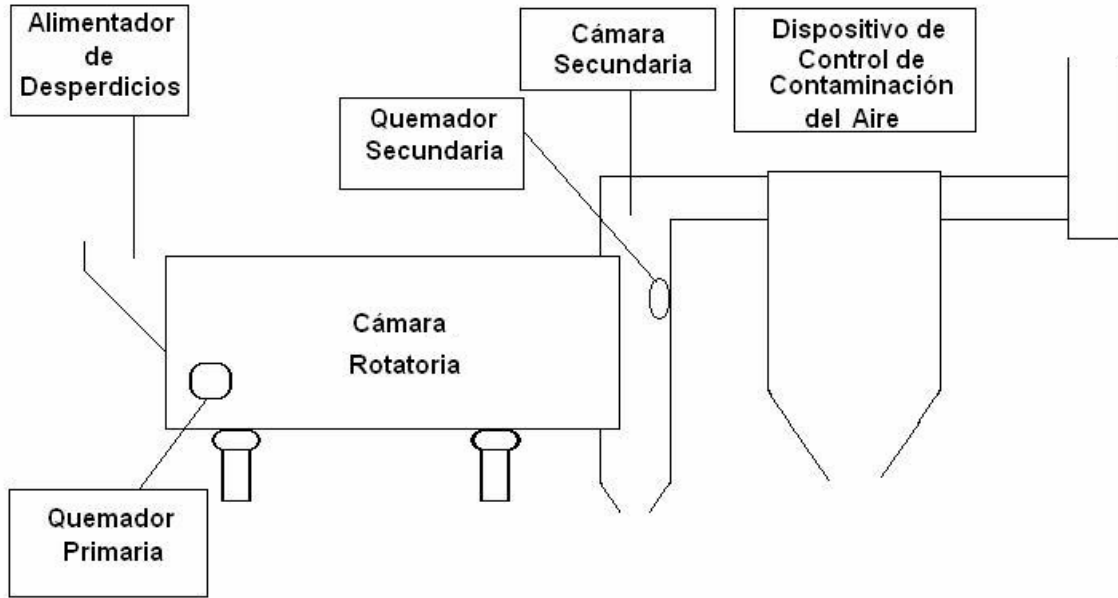 Alimentador
de
Desperdicios
Cámara
Secundaria
Dispositivo de
Control de
Contaminación
del Aire
Quemador
Secundaria
Cámara
Rotatoria
Quemador
Primaria